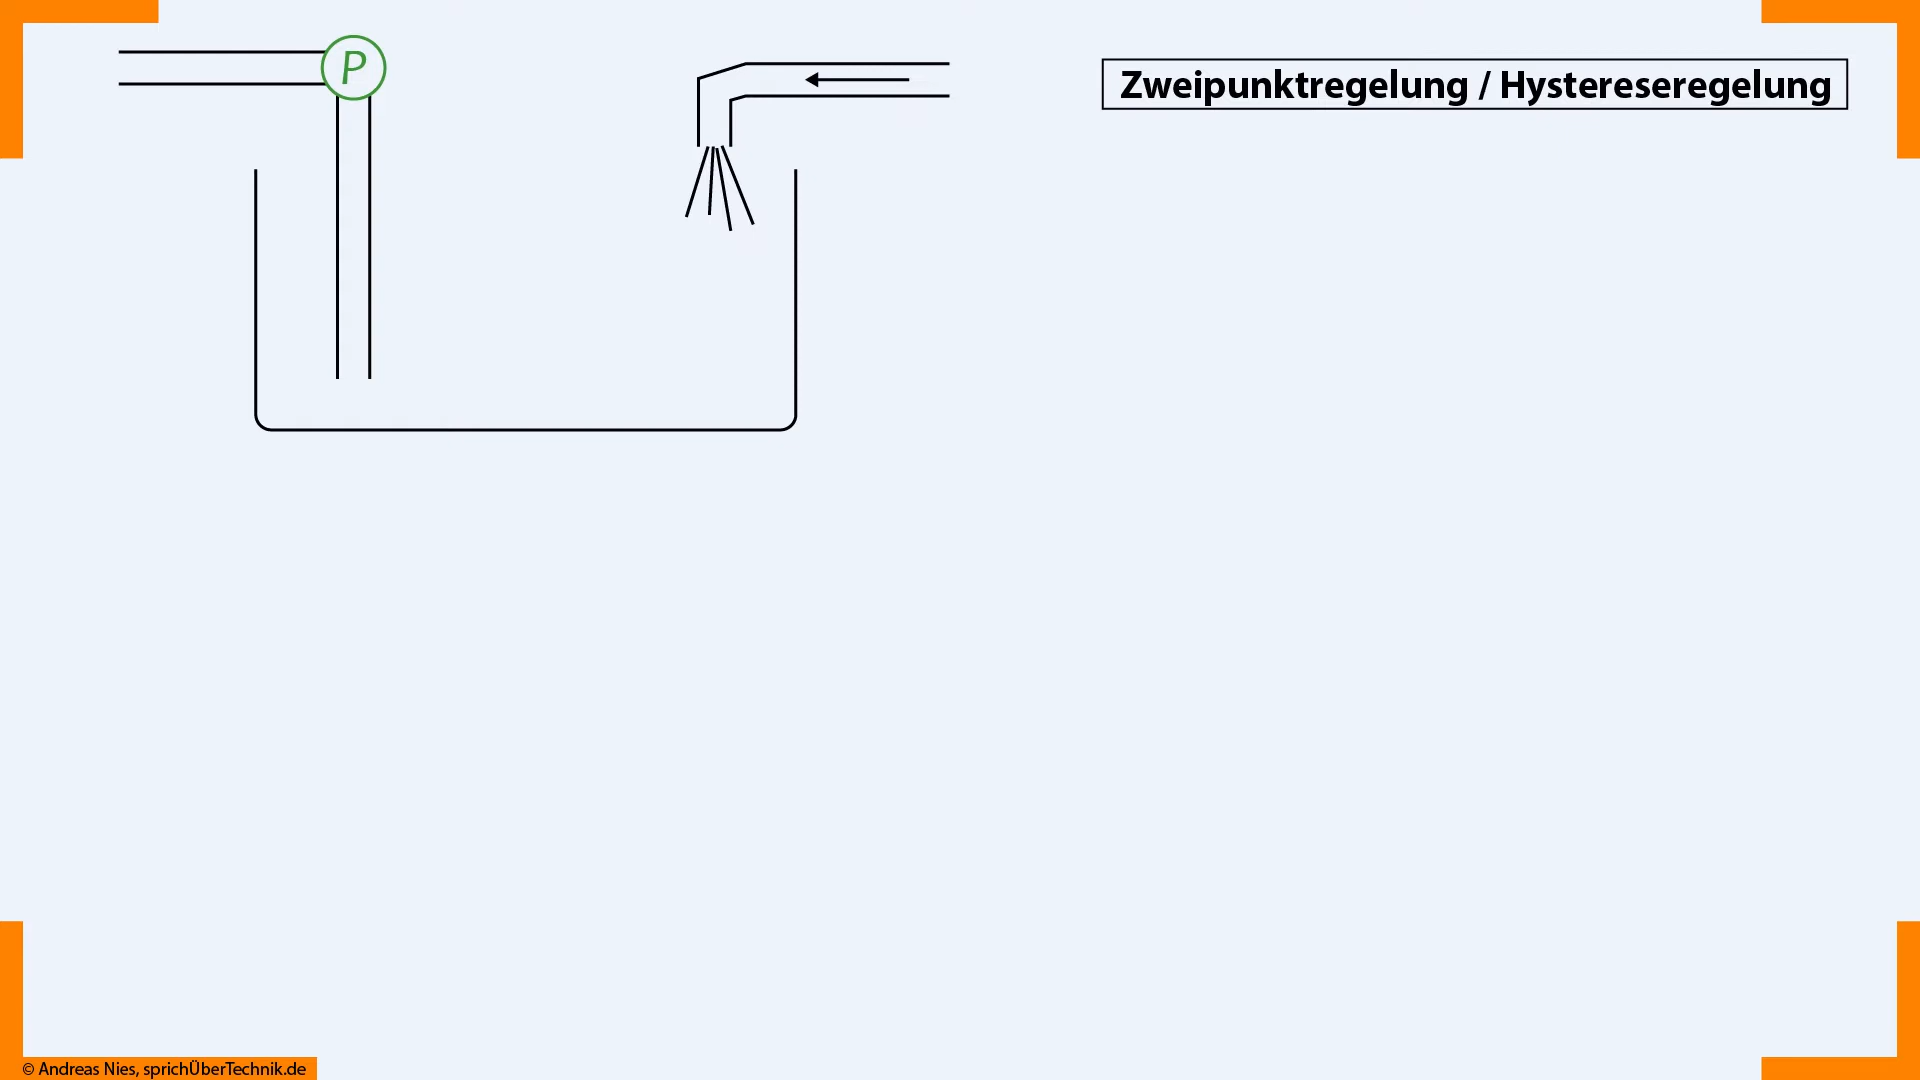 P
Zweipunktregelung / Hystereseregelung
© Andreas Nies, sprichÜberTechnik.de